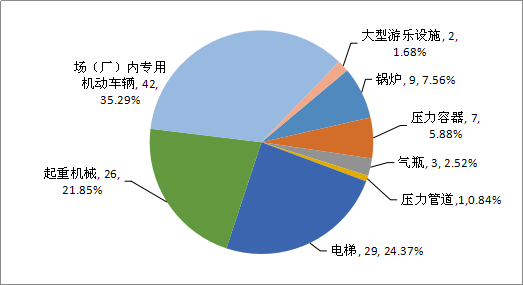 大型游乐设施, 2,
1.68%
锅炉, 9, 7.56%
压力容器, 7,
5.88%
气瓶, 3, 2.52%
压力管道,1,0.84%
电梯, 29, 24.37%
起重机械, 26,
21.85%
场（厂）内专用
机动车辆, 42,
35.29%